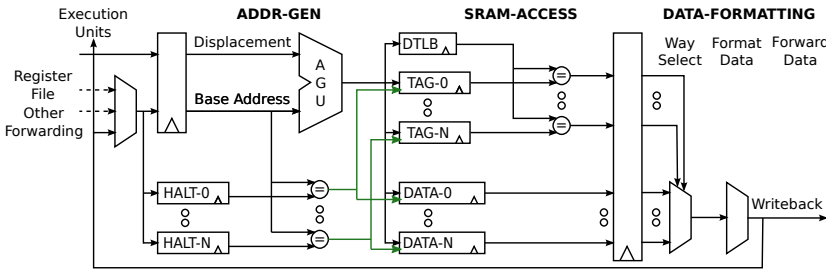 Execution
Units
ADDR-GEN
SRAM-ACCESS
DATA-FORMATTING
Displacement
DTLB
Way
Select
Format
Data
Forward
Data
Register
File
Other
Forwarding
A
G
U
TAG-0
=
Base Address
TAG-N
=
HALT-0
=
DATA-0
Writeback
HALT-N
=
DATA-N